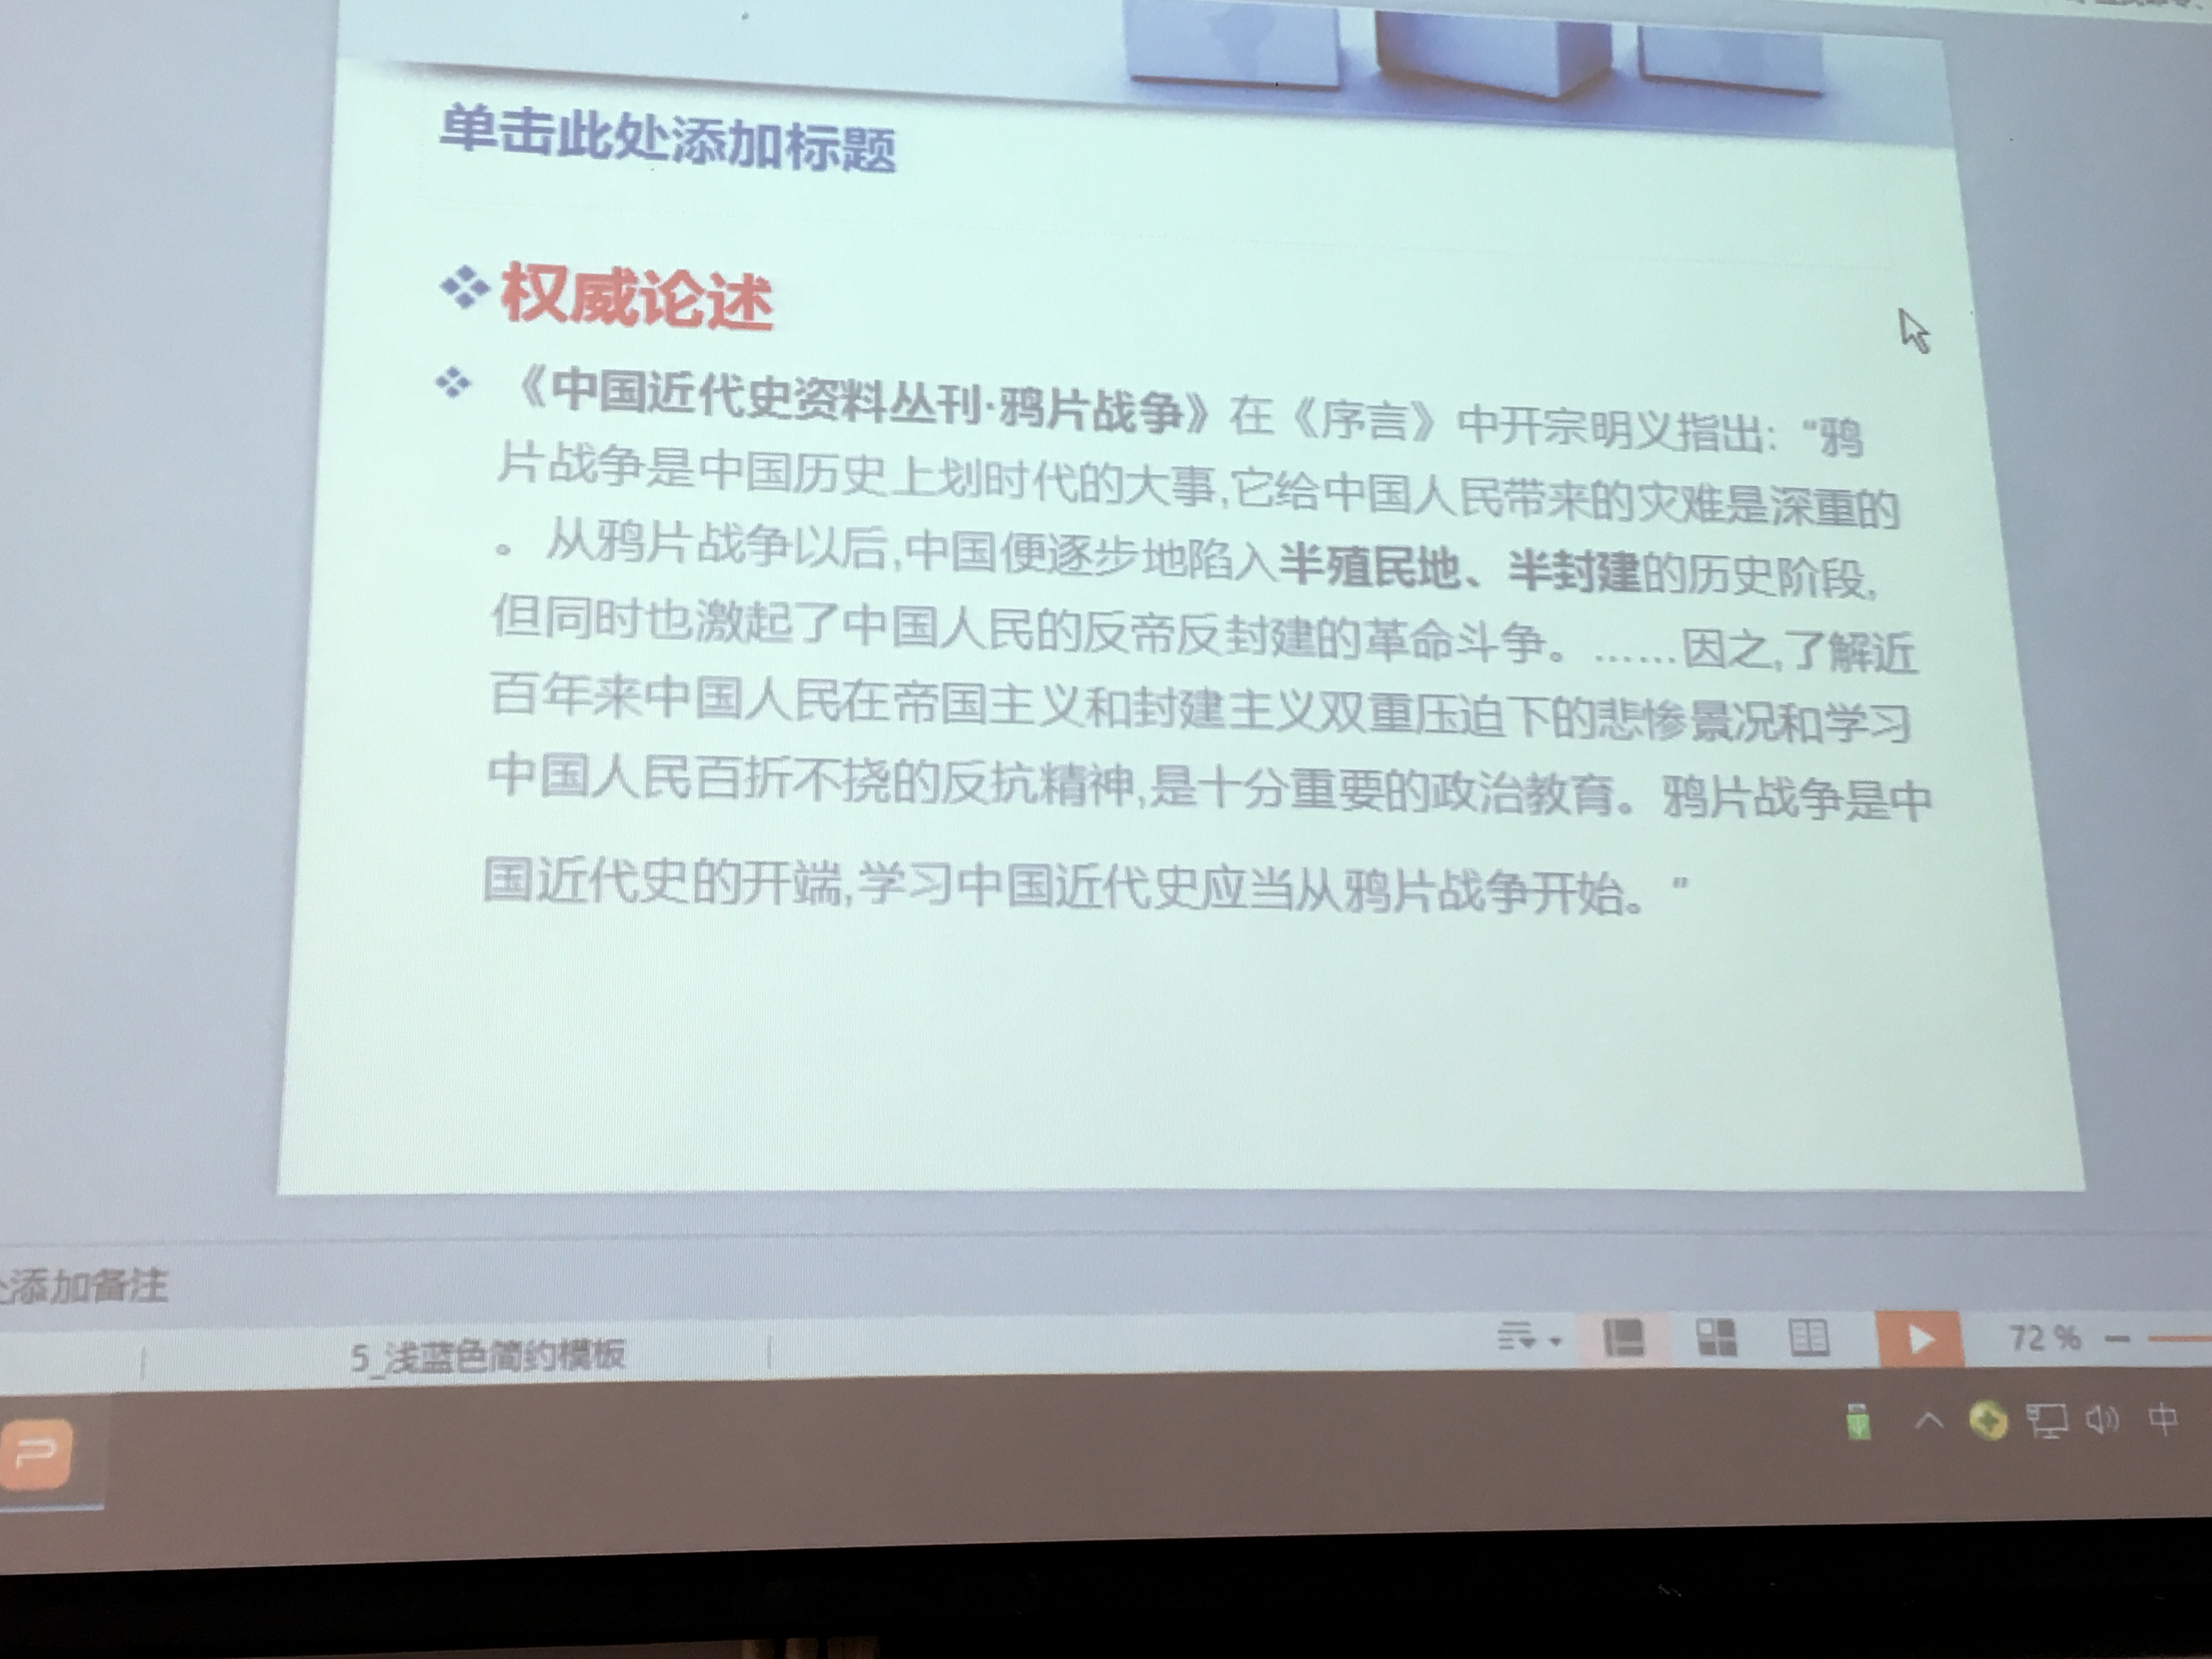 单击此处添加标题
权威论述
《中国近代史资料丛刊·鸦片战争》在《序言》中开宗明义指出：“鸦
片战争是中国历史上划时代的大事,它给中国人民带来的灾难是深重的
。从鸦片战争以后,中国便逐步地陷入半殖民地、半封建的历史阶段,
但同时也激起了中国人民的反帝反封建的革命斗争。……因之,了解近
百年来中国人民在帝国主义和封建主义双重压迫下的悲惨景况和学习
中国人民百折不挠的反抗精神,是十分重要的政治教育。鸦片战争是中
国近代史的开端,学习中国近代史应当从鸦片战争开始。”
添加备注
5_浅蓝色简约模板
72 %
中